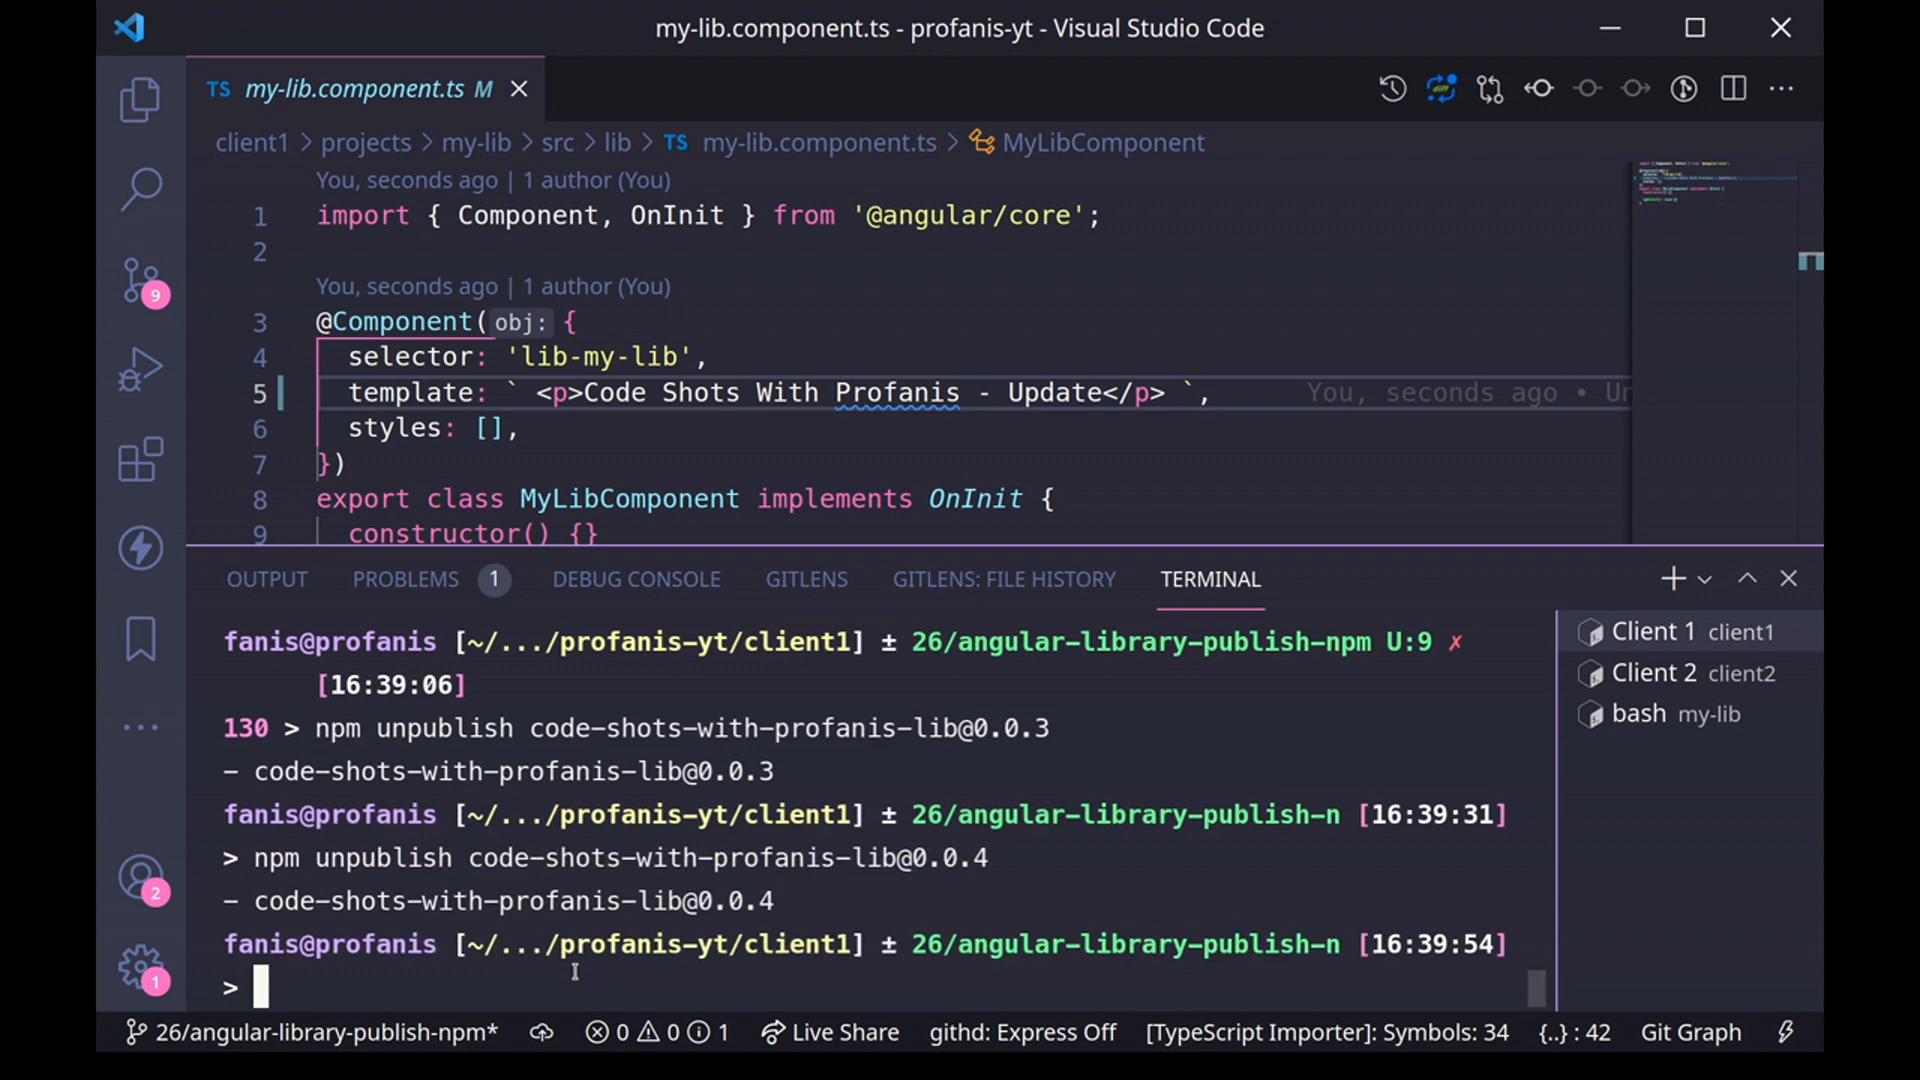 my-lib.component.ts - profanis-yt - Visual Studio Code
TS my-lib.component.ts M
client1 > projects > my-lib > src > lib > TS my-lib.component.ts > MyLibComponent
You, seconds ago | 1 author (You)
1 import { Component, OnInit } from '@angular/core';
2
You, seconds ago | 1 author (You)
3 @Component(obj: {
4 selector: 'lib-my-lib',
5 template: ` <p>Code Shots With Profanis - Update</p> `, You, seconds ago •
6 styles: [],
7 })
8 export class MyLibComponent implements OnInit {
9 constructor() {}
OUTPUT PROBLEMS 1 DEBUG CONSOLE GITLENS GITLENS: FILE HISTORY TERMINAL
fanis@profanis [~/.../profanis-yt/client1] ± 26/angular-library-publish-npm U:9 ✗
[16:39:06]
130 > npm unpublish code-shots-with-profanis-lib@0.0.3
- code-shots-with-profanis-lib@0.0.3
fanis@profanis [~/.../profanis-yt/client1] ± 26/angular-library-publish-n [16:39:31]
> npm unpublish code-shots-with-profanis-lib@0.0.4
- code-shots-with-profanis-lib@0.0.4
fanis@profanis [~/.../profanis-yt/client1] ± 26/angular-library-publish-n [16:39:54]
>
Client 1 client1
Client 2 client2
bash my-lib
9
2
1
26/angular-library-publish-npm* 0 0 1 Live Share githd: Express Off [TypeScript Importer]: Symbols: 34 {..} : 42 Git Graph